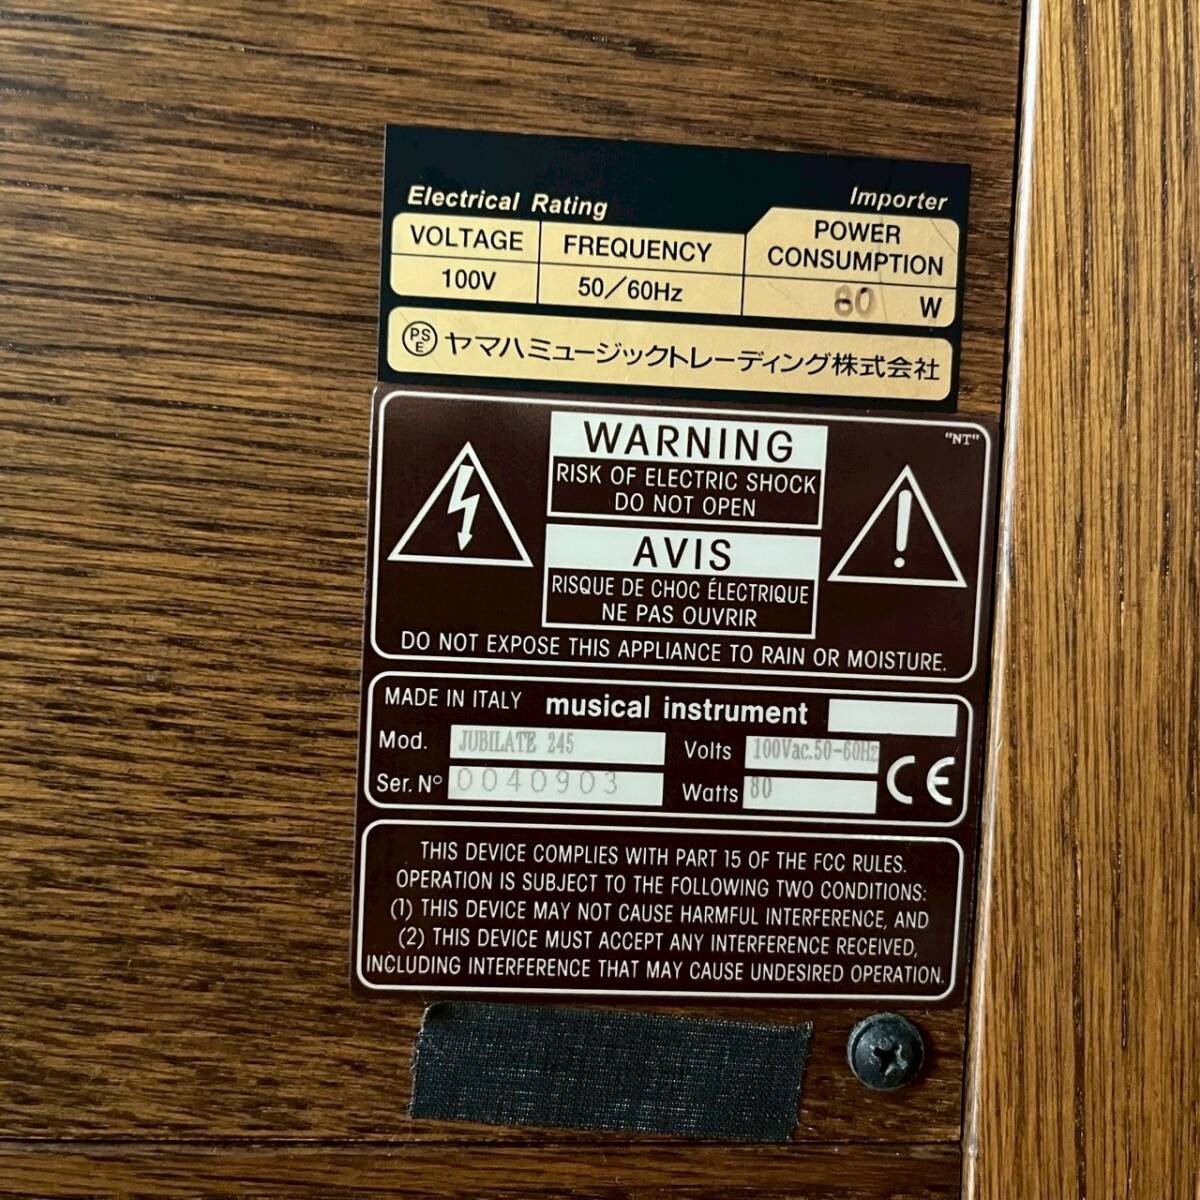 Electrical Rating Importer
VOLTAGE FREQUENCY POWER CONSUMPTION
100V 50/60Hz 80 W
PSE ヤマハミュージックトレーディング株式会社
"NT"
WARNING
RISK OF ELECTRIC SHOCK
DO NOT OPEN
AVIS
RISQUE DE CHOC ÉLECTRIQUE
NE PAS OUVRIR
DO NOT EXPOSE THIS APPLIANCE TO RAIN OR MOISTURE.
MADE IN ITALY musical instrument
Mod. JUBILATE 245 Volts 100Vac.50-60Hz
Ser. N° 0040903 Watts 80 CE
THIS DEVICE COMPLIES WITH PART 15 OF THE FCC RULES.
OPERATION IS SUBJECT TO THE FOLLOWING TWO CONDITIONS:
(1) THIS DEVICE MAY NOT CAUSE HARMFUL INTERFERENCE, AND
(2) THIS DEVICE MUST ACCEPT ANY INTERFERENCE RECEIVED,
INCLUDING INTERFERENCE THAT MAY CAUSE UNDESIRED OPERATION.